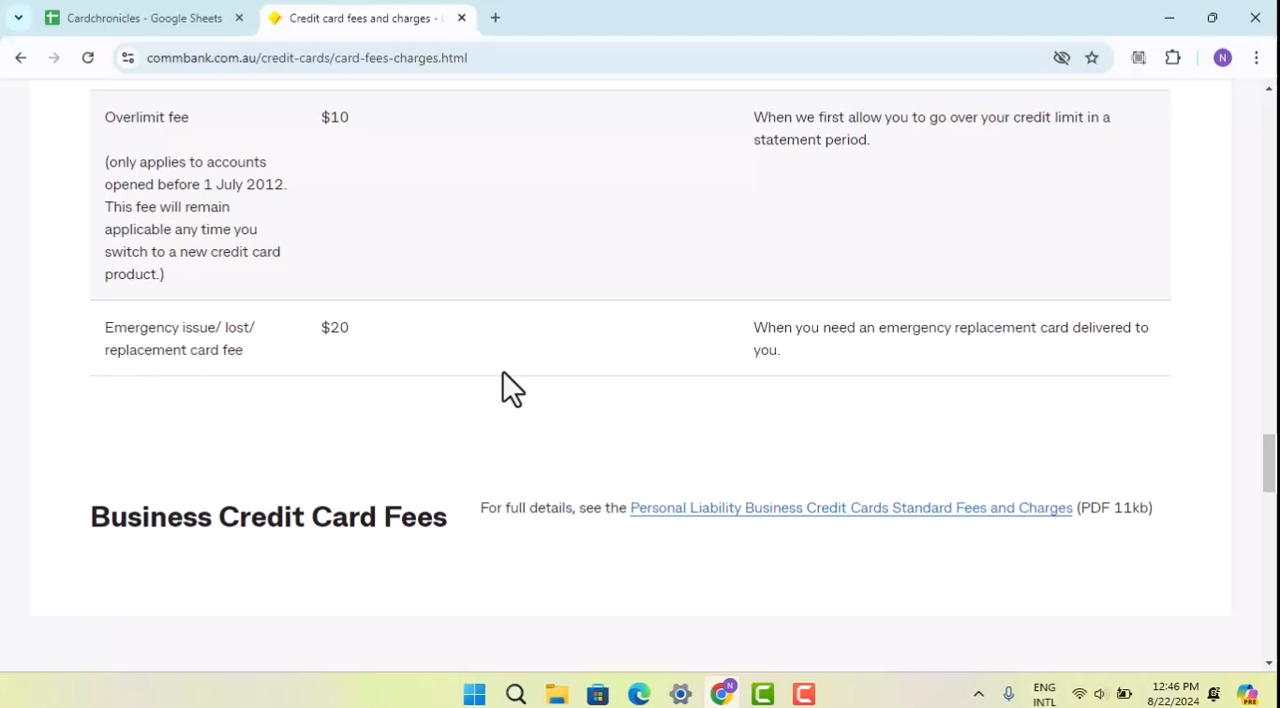 Cardchronicles - Google Sheets
Credit card fees and charges -
commbank.com.au/credit-cards/card-fees-charges.html
N
Overlimit fee
$10
When we first allow you to go over your credit limit in a
statement period.
(only applies to accounts
opened before 1 July 2012.
This fee will remain
applicable any time you
switch to a new credit card
product.)
Emergency issue/ lost/
replacement card fee
$20
When you need an emergency replacement card delivered to
you.
Business Credit Card Fees
For full details, see the Personal Liability Business Credit Cards Standard Fees and Charges (PDF 11kb)
N
C
C
ENG
INTL
12:46 PM
8/22/2024
PRE